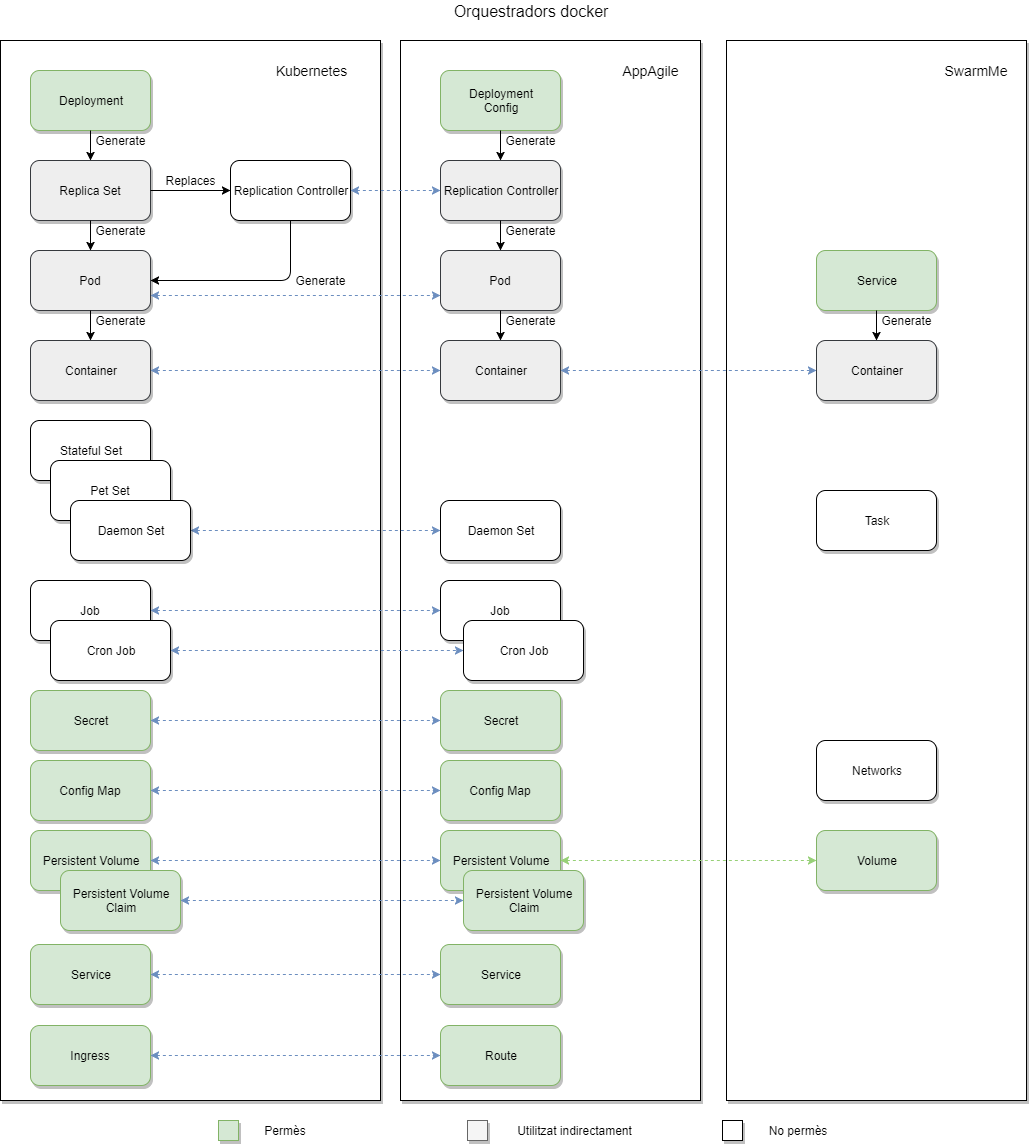 Orquestradors docker
Kubernetes
AppAgile
SwarmMe
Deployment
Deployment
Config
Generate
Generate
Replica Set
Replaces
Replication Controller
Replication Controller
Generate
Generate
Pod
Generate
Pod
Service
Generate
Generate
Generate
Container
Container
Container
Stateful Set
Pet Set
Daemon Set
Daemon Set
Task
Job
Job
Cron Job
Cron Job
Secret
Secret
Config Map
Config Map
Networks
Persistent Volume
Persistent Volume
Volume
Persistent Volume
Claim
Persistent Volume
Claim
Service
Service
Ingress
Route
Permès
Utilitzat indirectament
No permès